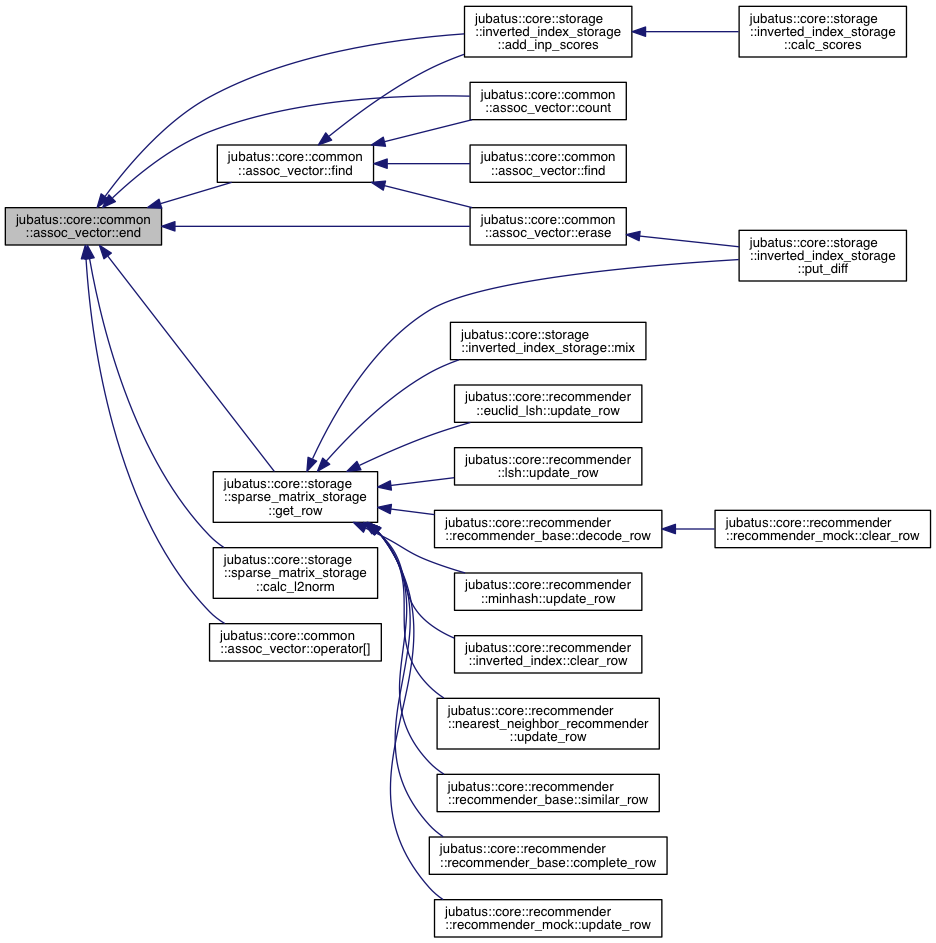 jubatus::core::storage
::inverted_index_storage
::add_inp_scores
jubatus::core::storage
::inverted_index_storage
::calc_scores
jubatus::core::common
::assoc_vector::count
jubatus::core::common
::assoc_vector::find
jubatus::core::common
::assoc_vector::find
jubatus::core::common
::assoc_vector::end
jubatus::core::common
::assoc_vector::erase
jubatus::core::storage
::inverted_index_storage
::put_diff
jubatus::core::storage
::inverted_index_storage::mix
jubatus::core::recommender
::euclid_lsh::update_row
jubatus::core::recommender
::lsh::update_row
jubatus::core::storage
::sparse_matrix_storage
::get_row
jubatus::core::recommender
::recommender_base::decode_row
jubatus::core::recommender
::recommender_mock::clear_row
jubatus::core::storage
::sparse_matrix_storage
::calc_l2norm
jubatus::core::recommender
::minhash::update_row
jubatus::core::common
::assoc_vector::operator[]
jubatus::core::recommender
::inverted_index::clear_row
jubatus::core::recommender
::nearest_neighbor_recommender
::update_row
jubatus::core::recommender
::recommender_base::similar_row
jubatus::core::recommender
::recommender_base::complete_row
jubatus::core::recommender
::recommender_mock::update_row